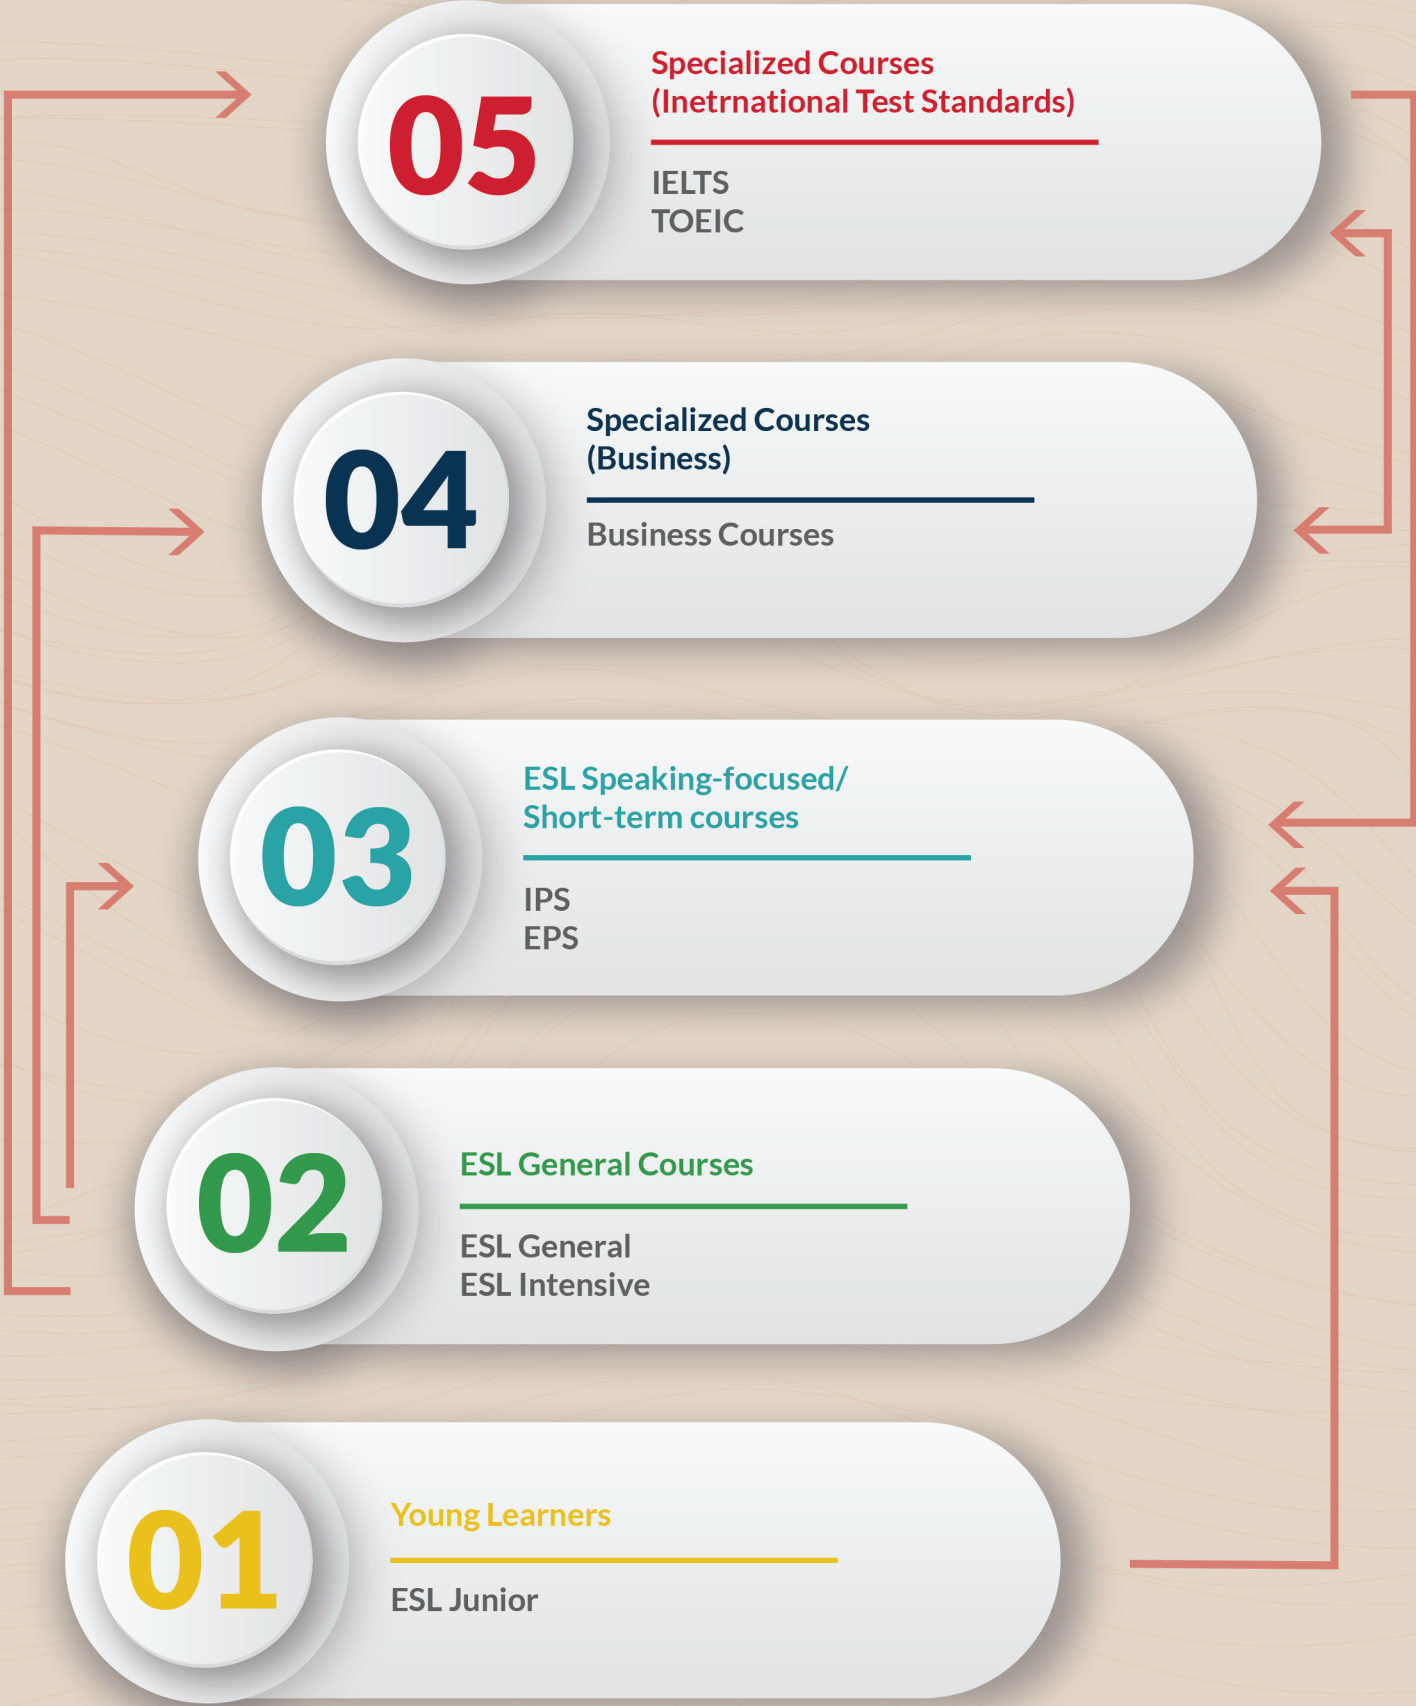 05
Specialized Courses
(Inetrnational Test Standards)
IELTS
TOEIC
04
Specialized Courses
(Business)
Business Courses
03
ESL Speaking-focused/
Short-term courses
IPS
EPS
02
ESL General Courses
ESL General
ESL Intensive
01
Young Learners
ESL Junior